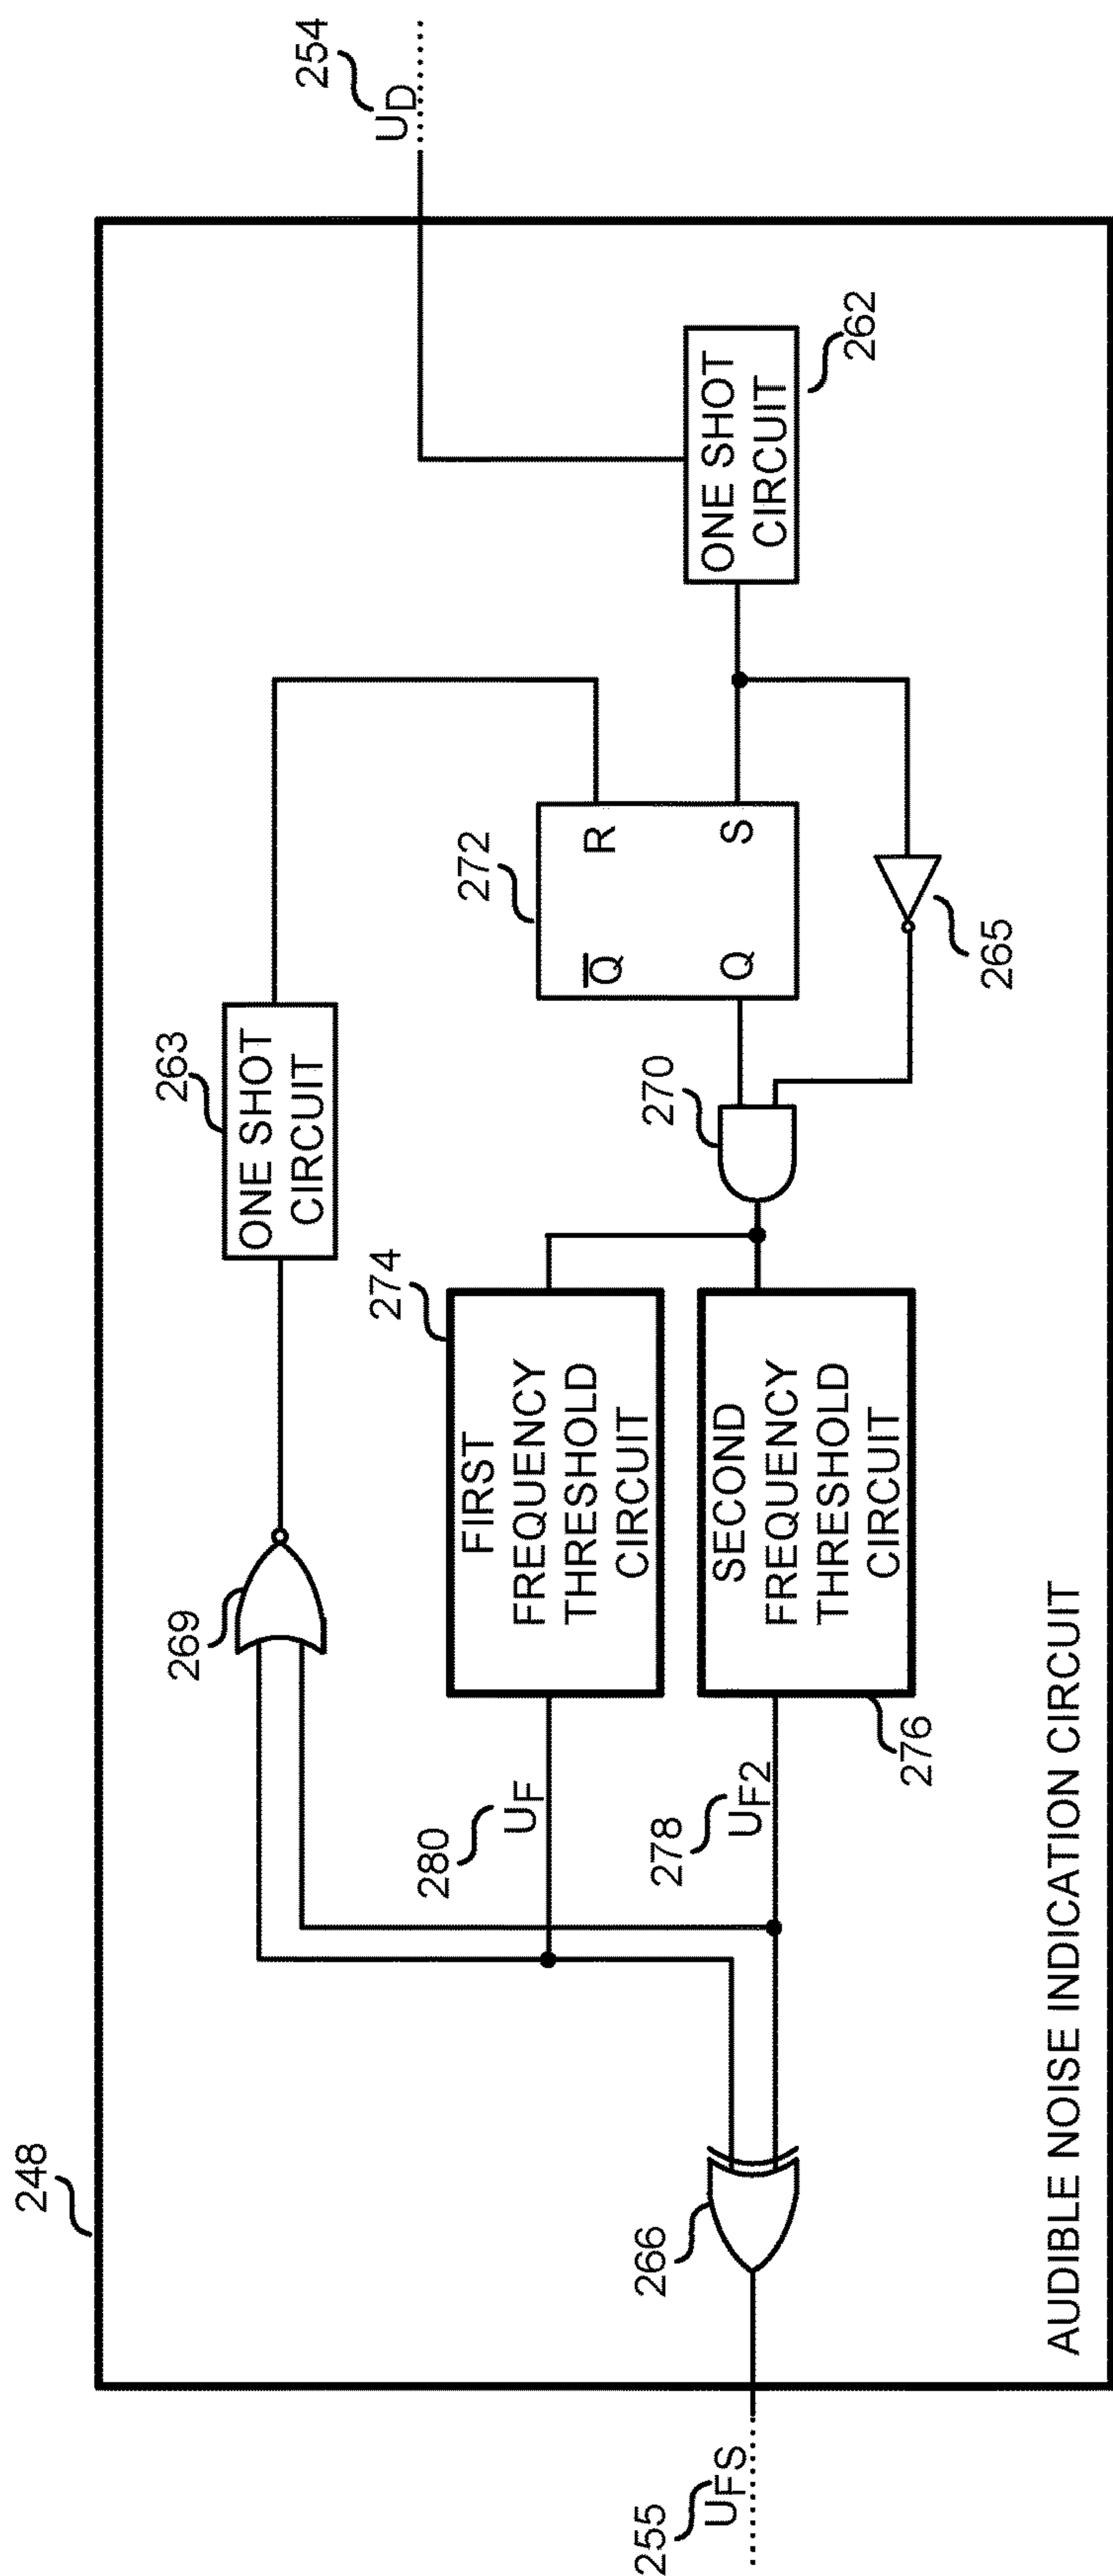 248
255
UFS
266
269
263
ONE SHOT
CIRCUIT
280
UF
274
FIRST
FREQUENCY
THRESHOLD
CIRCUIT
278
UF2
276
SECOND
FREQUENCY
THRESHOLD
CIRCUIT
270
272
Q̅
R
Q
S
265
ONE SHOT
CIRCUIT
262
254
UD
AUDIBLE NOISE INDICATION CIRCUIT